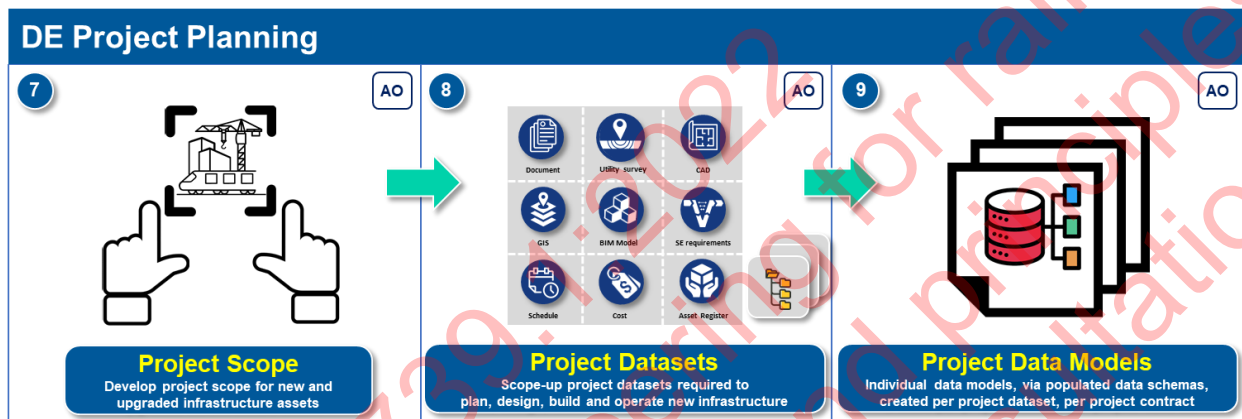 DE Project Planning
7
AO
8
AO
9
AO
Document
Utility survey
CAD
GIS
BIM Model
SE requirements
Schedule
Cost
Asset Register
Project Scope
Develop project scope for new and
upgraded infrastructure assets
Project Datasets
Scope-up project datasets required to
plan, design, build and operate new infrastructure
Project Data Models
Individual data models, via populated data schemas,
created per project dataset, per project contract